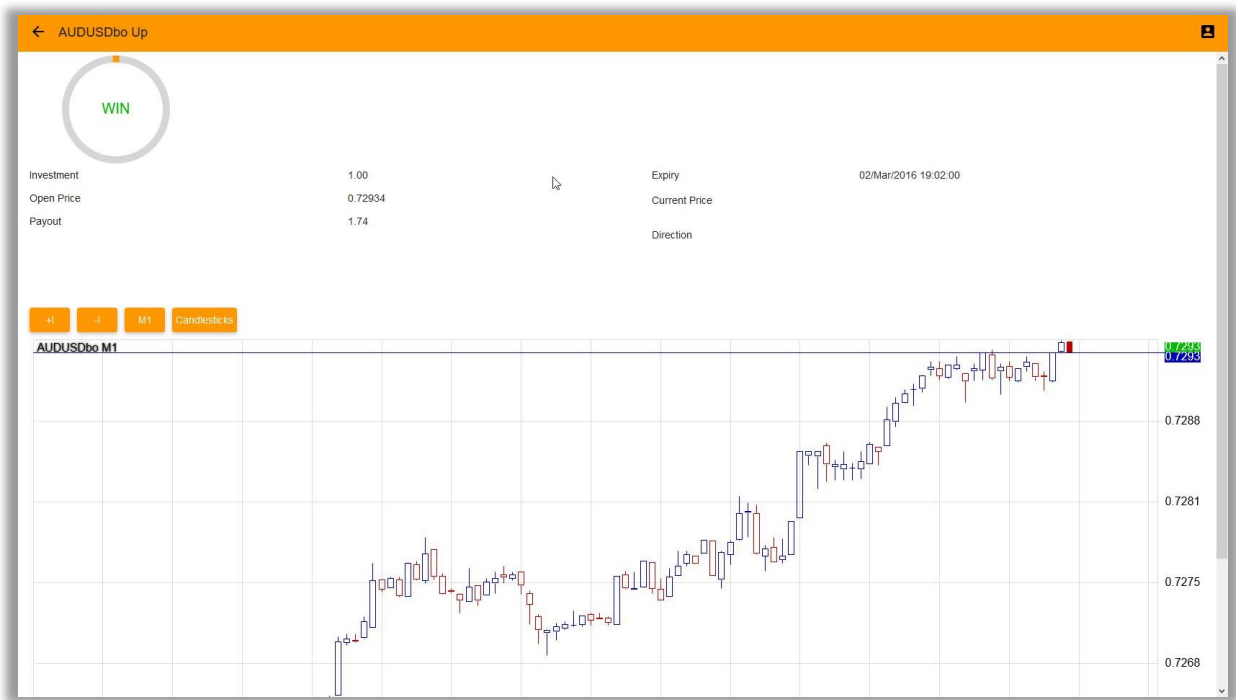 AUDUSDbo Up
WIN
Investment 1.00 Expiry 02/Mar/2016 19:02:00
Open Price 0.72934 Current Price
Payout 1.74
Direction
+I -I M1 Candlesticks
AUDUSDbo M1
0.7293
0.7293
0.7288
0.7281
0.7275
0.7268